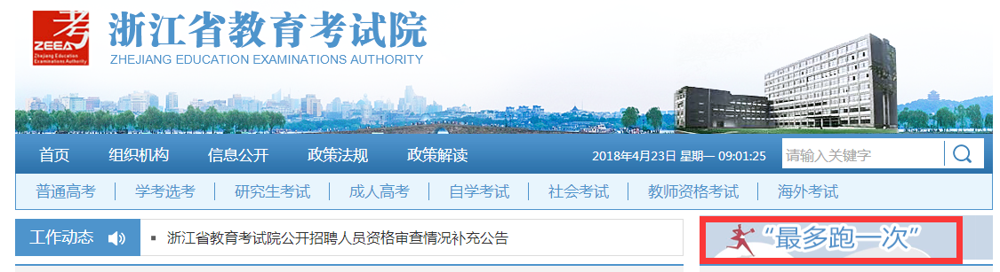 考
ZEEA
Zhejiang Education
Examinations Authority
浙江省教育考试院
ZHEJIANG EDUCATION EXAMINATIONS AUTHORITY
首页 组织机构 信息公开 政策法规 政策解读 2018年4月23日 星期一 09:01:25 请输入关键字
普通高考 学考选考 研究生考试 成人高考 自学考试 社会考试 教师资格考试 海外考试
工作动态 浙江省教育考试院公开招聘人员资格审查情况补充公告 “最多跑一次”